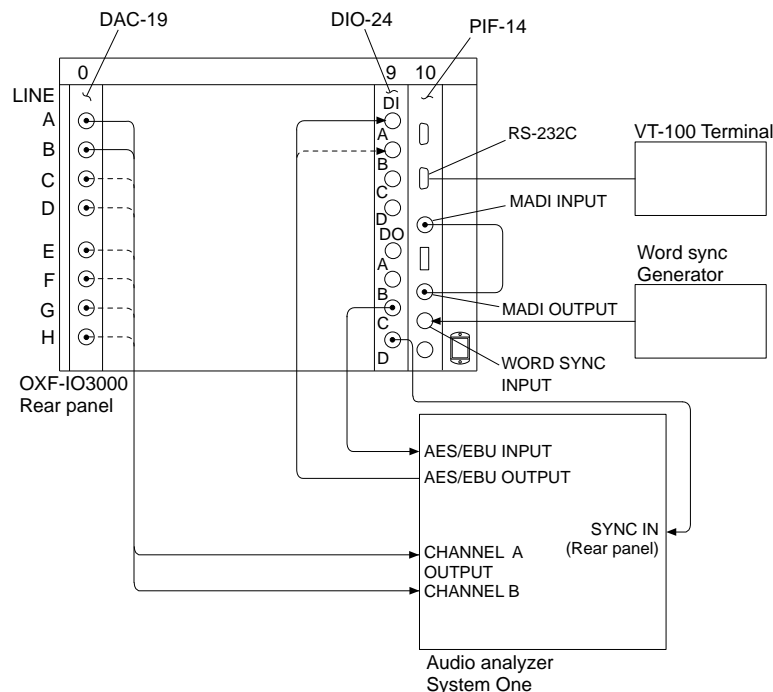 DAC-19
DIO-24
PIF-14
0
9
10
LINE
A
B
C
D
E
F
G
H
DI
A
B
C
D
DO
A
B
C
D
RS-232C
MADI INPUT
MADI OUTPUT
WORD SYNC
INPUT
VT-100 Terminal
Word sync
Generator
OXF-IO3000
Rear panel
AES/EBU INPUT
AES/EBU OUTPUT
SYNC IN
(Rear panel)
CHANNEL A
OUTPUT
CHANNEL B
Audio analyzer
System One